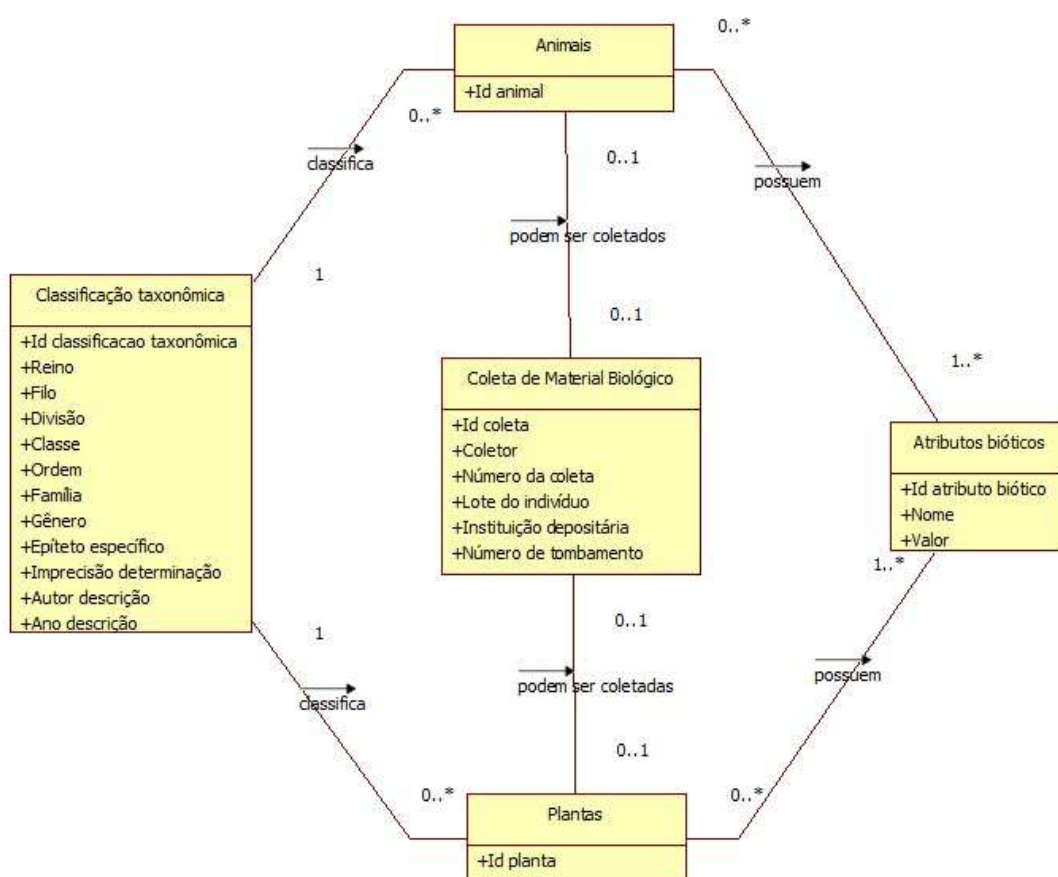 0..*
Animais
+Id animal
0..*
classifica
0..1
possuem
podem ser coletados
1
Classificação taxonômica
+Id classificacao taxonômica
+Reino
+Filo
+Divisão
+Classe
+Ordem
+Família
+Gênero
+Epíteto específico
+Imprecisão determinação
+Autor descrição
+Ano descrição
0..1
Coleta de Material Biológico
+Id coleta
+Coletor
+Número da coleta
+Lote do indivíduo
+Instituição depositária
+Número de tombamento
1..*
Atributos bióticos
+Id atributo biótico
+Nome
+Valor
1..*
1
0..1
classifica
podem ser coletadas
possuem
0..1
0..*
0..*
Plantas
+Id planta